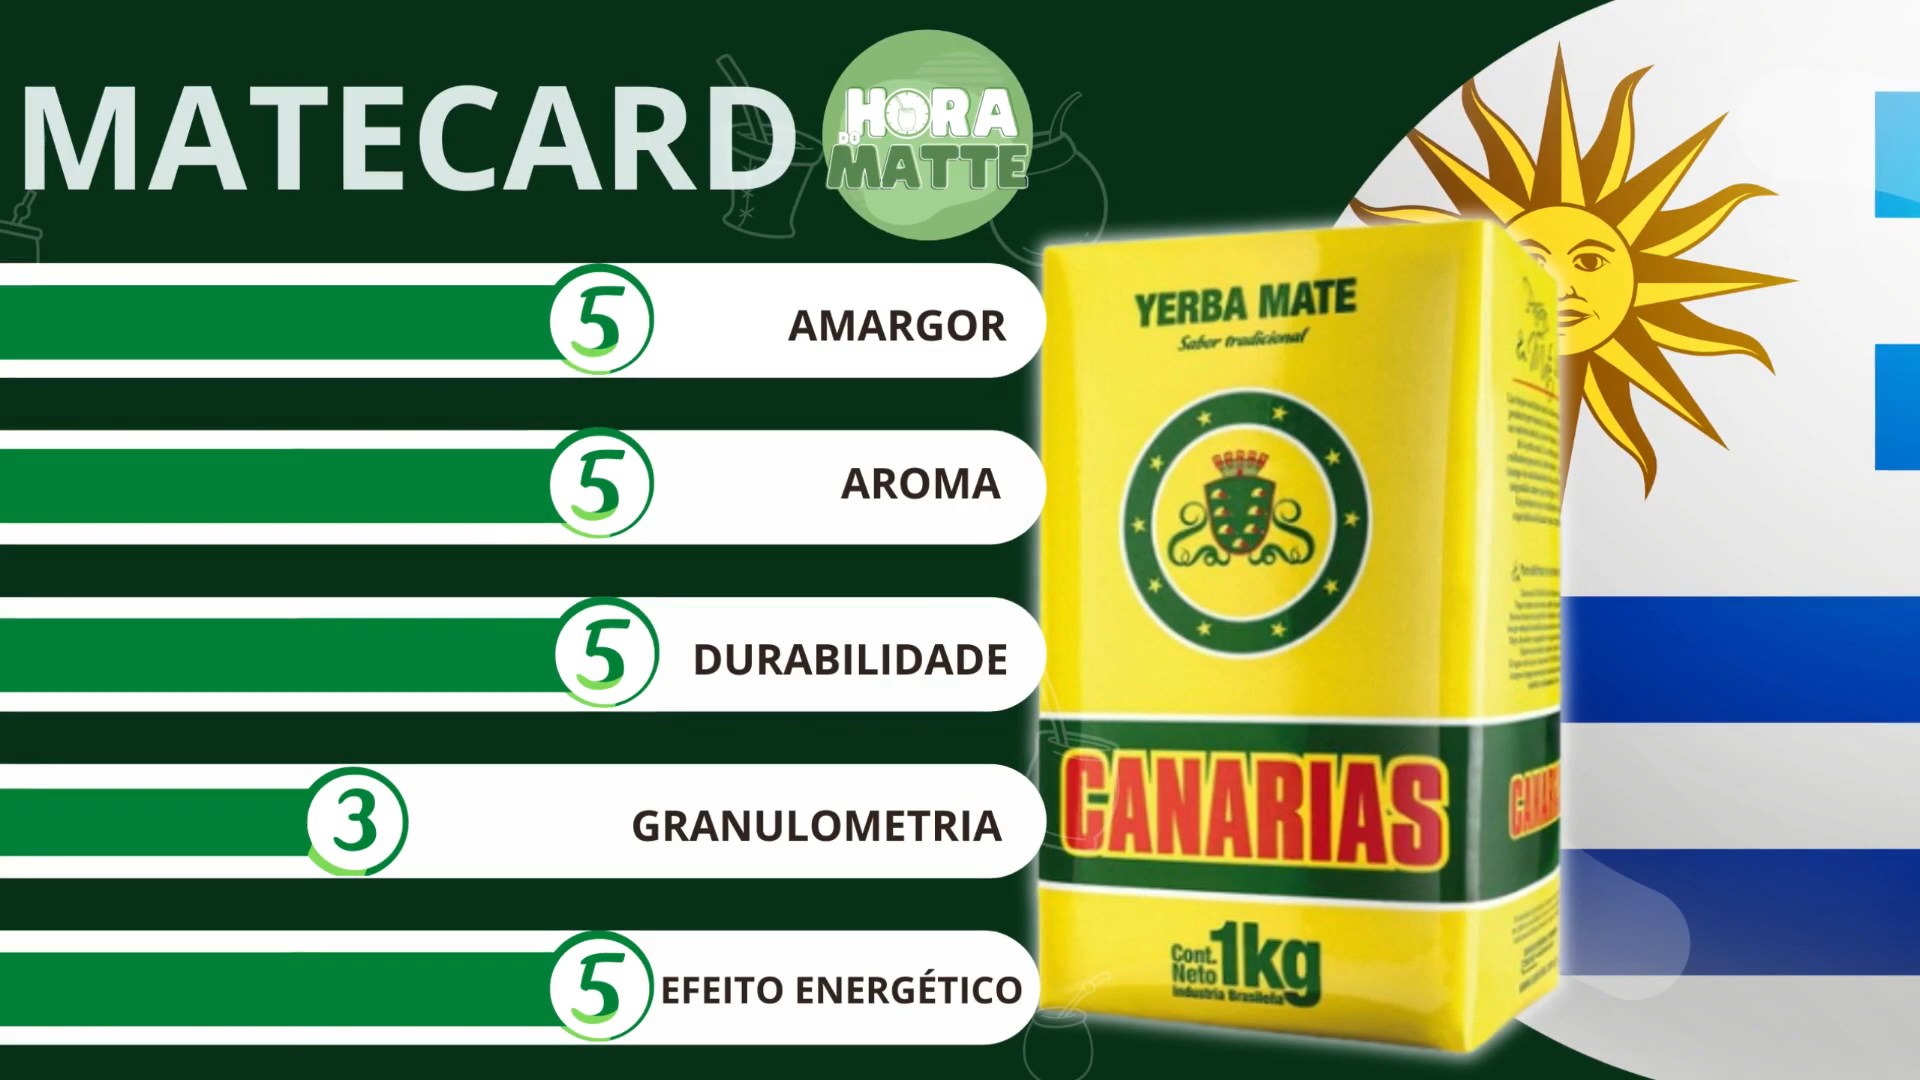 MATECARD
HORA
DO
MATTE
5
AMARGOR
5
AROMA
5
DURABILIDADE
3
GRANULOMETRIA
5
EFEITO ENERGÉTICO
YERBA MATE
Sabor tradicional
CANARIAS
Cont.
Neto 1kg
Industria Brasileña